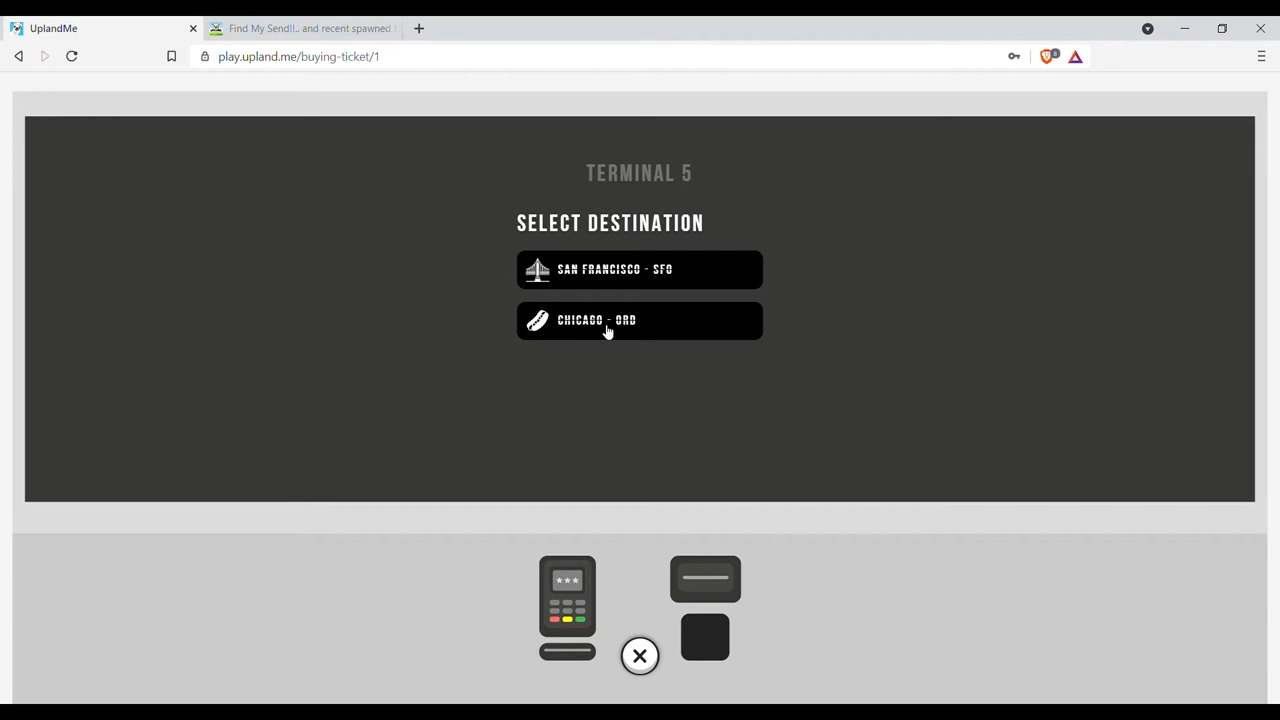 UplandMe
Find My Send!!.. and recent spawned
play.upland.me/buying-ticket/1
6
TERMINAL 5
SELECT DESTINATION
SAN FRANCISCO - SFO
CHICAGO - ORD
***